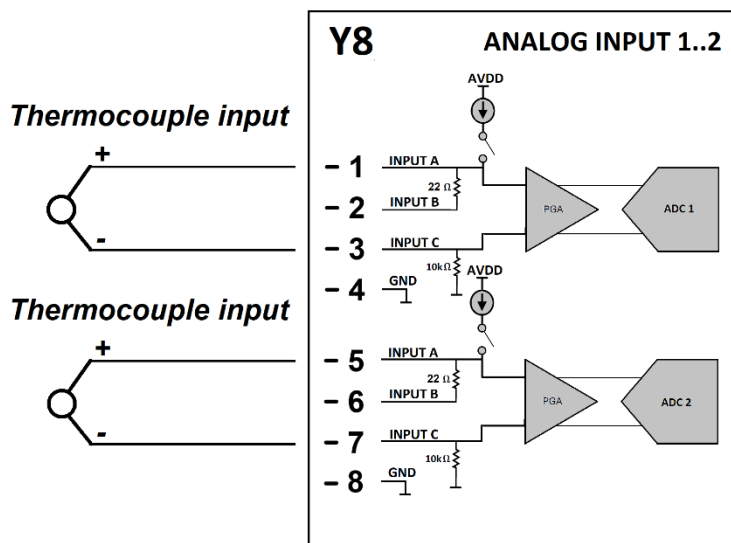 Y8 ANALOG INPUT 1..2
AVDD
Thermocouple input
+
- 1 INPUT A
22 Ω
- 2 INPUT B
PGA
ADC 1
- 3 INPUT C
-
10kΩ
AVDD
- 4 GND
Thermocouple input
+
- 5 INPUT A
22 Ω
- 6 INPUT B
PGA
ADC 2
- 7 INPUT C
-
10kΩ
- 8 GND